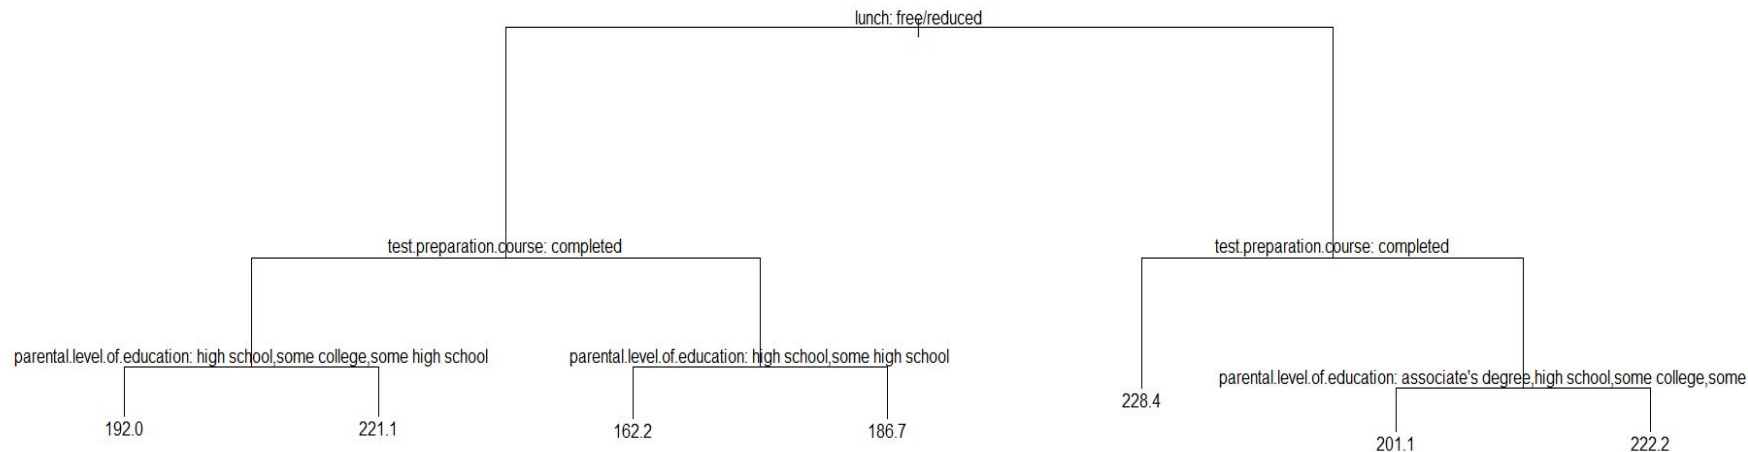 lunch: free/reduced
test.preparation.course: completed
test.preparation.course: completed
parental.level.of.education: high school,some college,some high school
parental.level.of.education: high school,some high school
parental.level.of.education: associate's degree,high school,some college,some
228.4
192.0
221.1
162.2
186.7
201.1
222.2